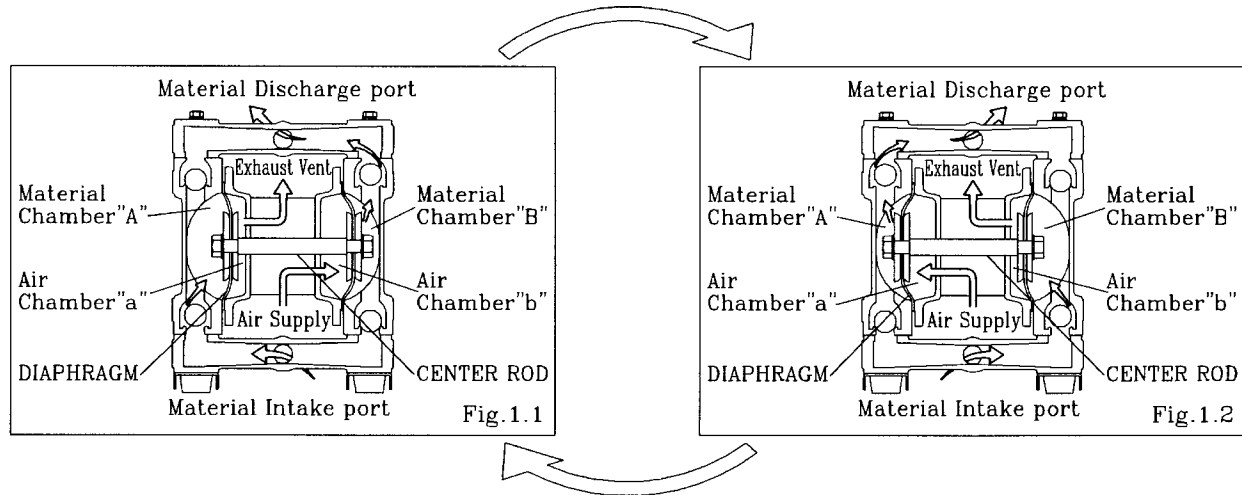 Material Discharge port
Exhaust Vent
Material
Chamber"A"
Material
Chamber"B"
Air
Chamber"a"
Air
Chamber"b"
Air Supply
DIAPHRAGM
CENTER ROD
Material Intake port
Fig.1.1
Material Discharge port
Exhaust Vent
Material
Chamber"A"
Material
Chamber"B"
Air
Chamber"a"
Air
Chamber"b"
Air Supply
DIAPHRAGM
CENTER ROD
Material Intake port
Fig.1.2